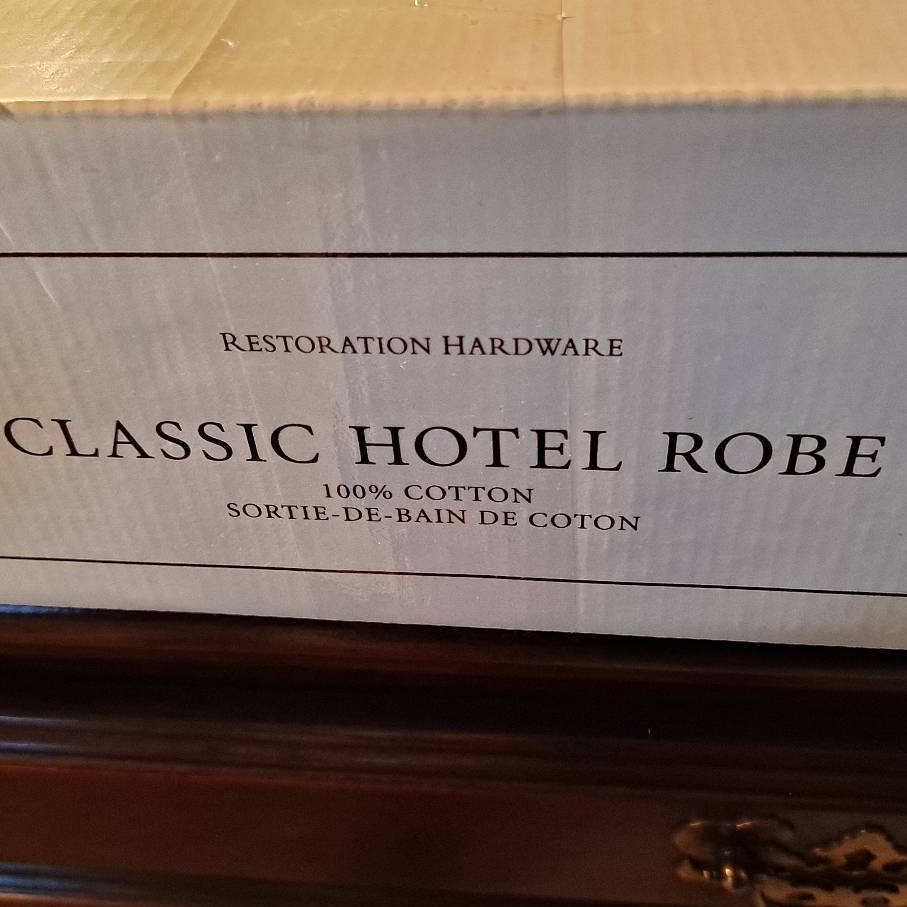 RESTORATION HARDWARE
CLASSIC HOTEL ROBE
100% COTTON
SORTIE-DE-BAIN DE COTON